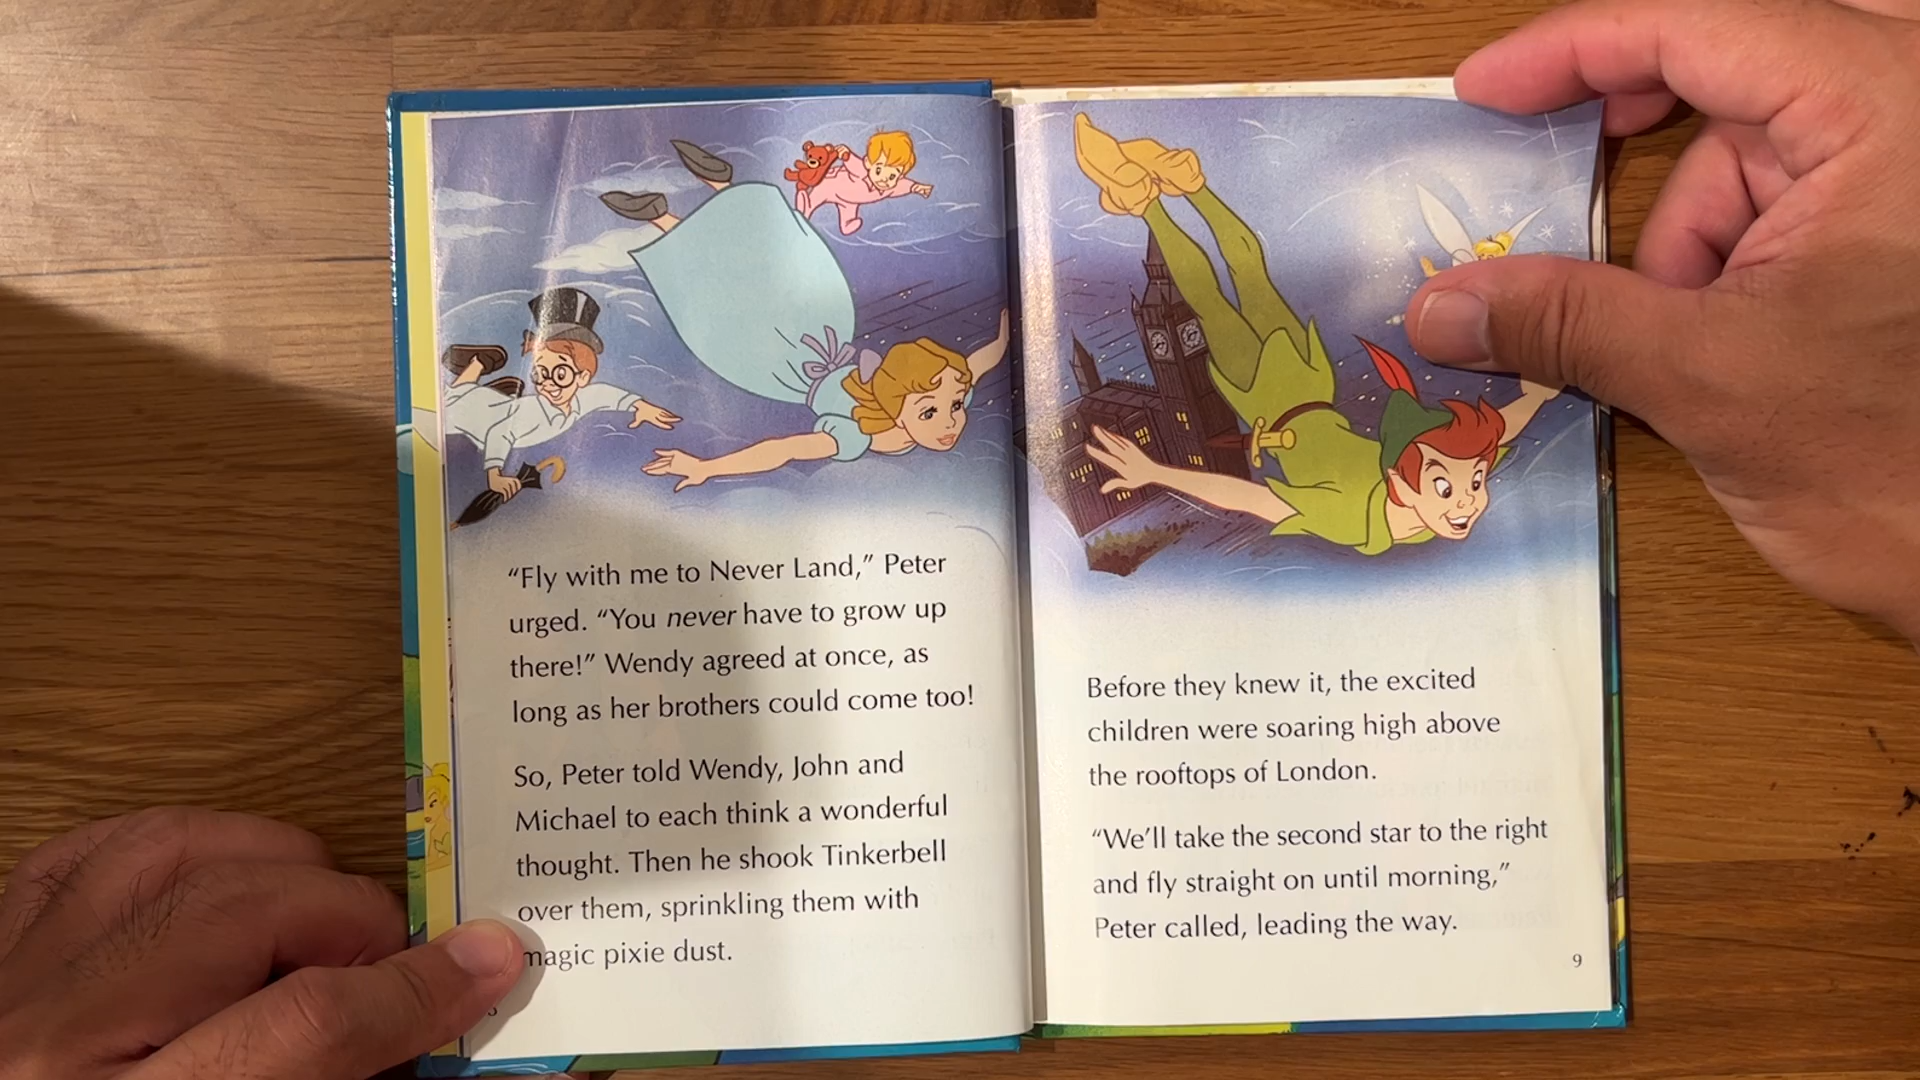 “Fly with me to Never Land,” Peter
urged. “You never have to grow up
there!” Wendy agreed at once, as
long as her brothers could come too!
So, Peter told Wendy, John and
Michael to each think a wonderful
thought. Then he shook Tinkerbell
over them, sprinkling them with
magic pixie dust.
Before they knew it, the excited
children were soaring high above
the rooftops of London.
“We’ll take the second star to the right
and fly straight on until morning,”
Peter called, leading the way.
9